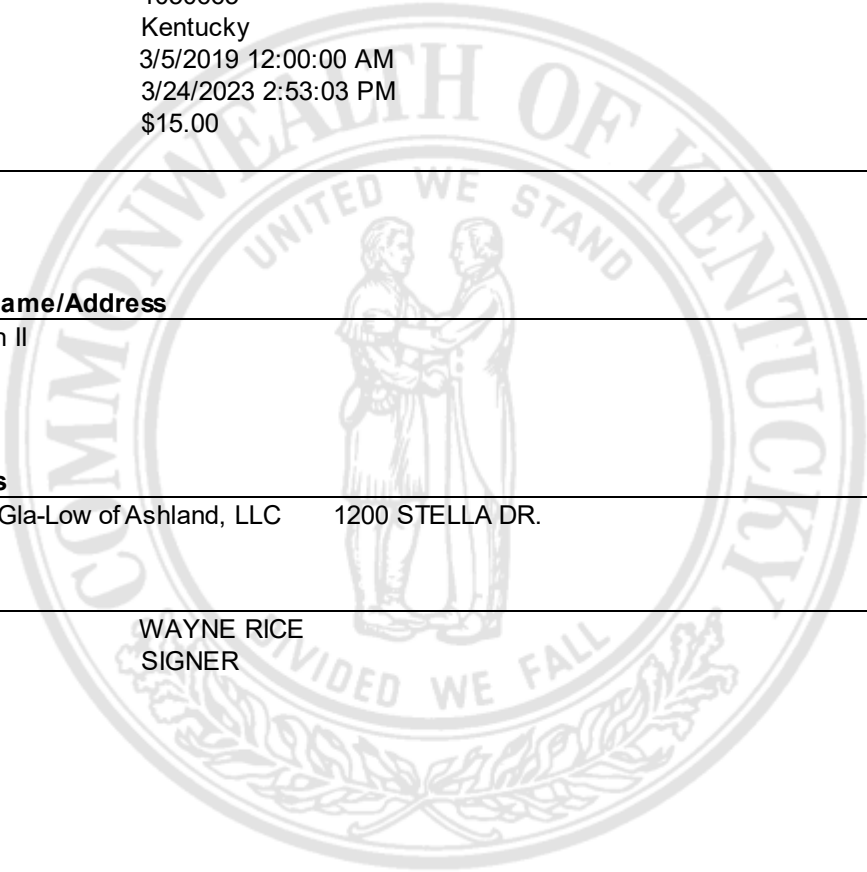 Kentucky
3/5/2019 12:00:00 AM
3/24/2023 2:53:03 PM
$15.00
COMMONWEALTH OF KENTUCKY
UNITED WE STAND
ame/Address
n II
s
Gla-Low of Ashland, LLC 1200 STELLA DR.
WAYNE RICE
SIGNER
DIVIDED WE FALL